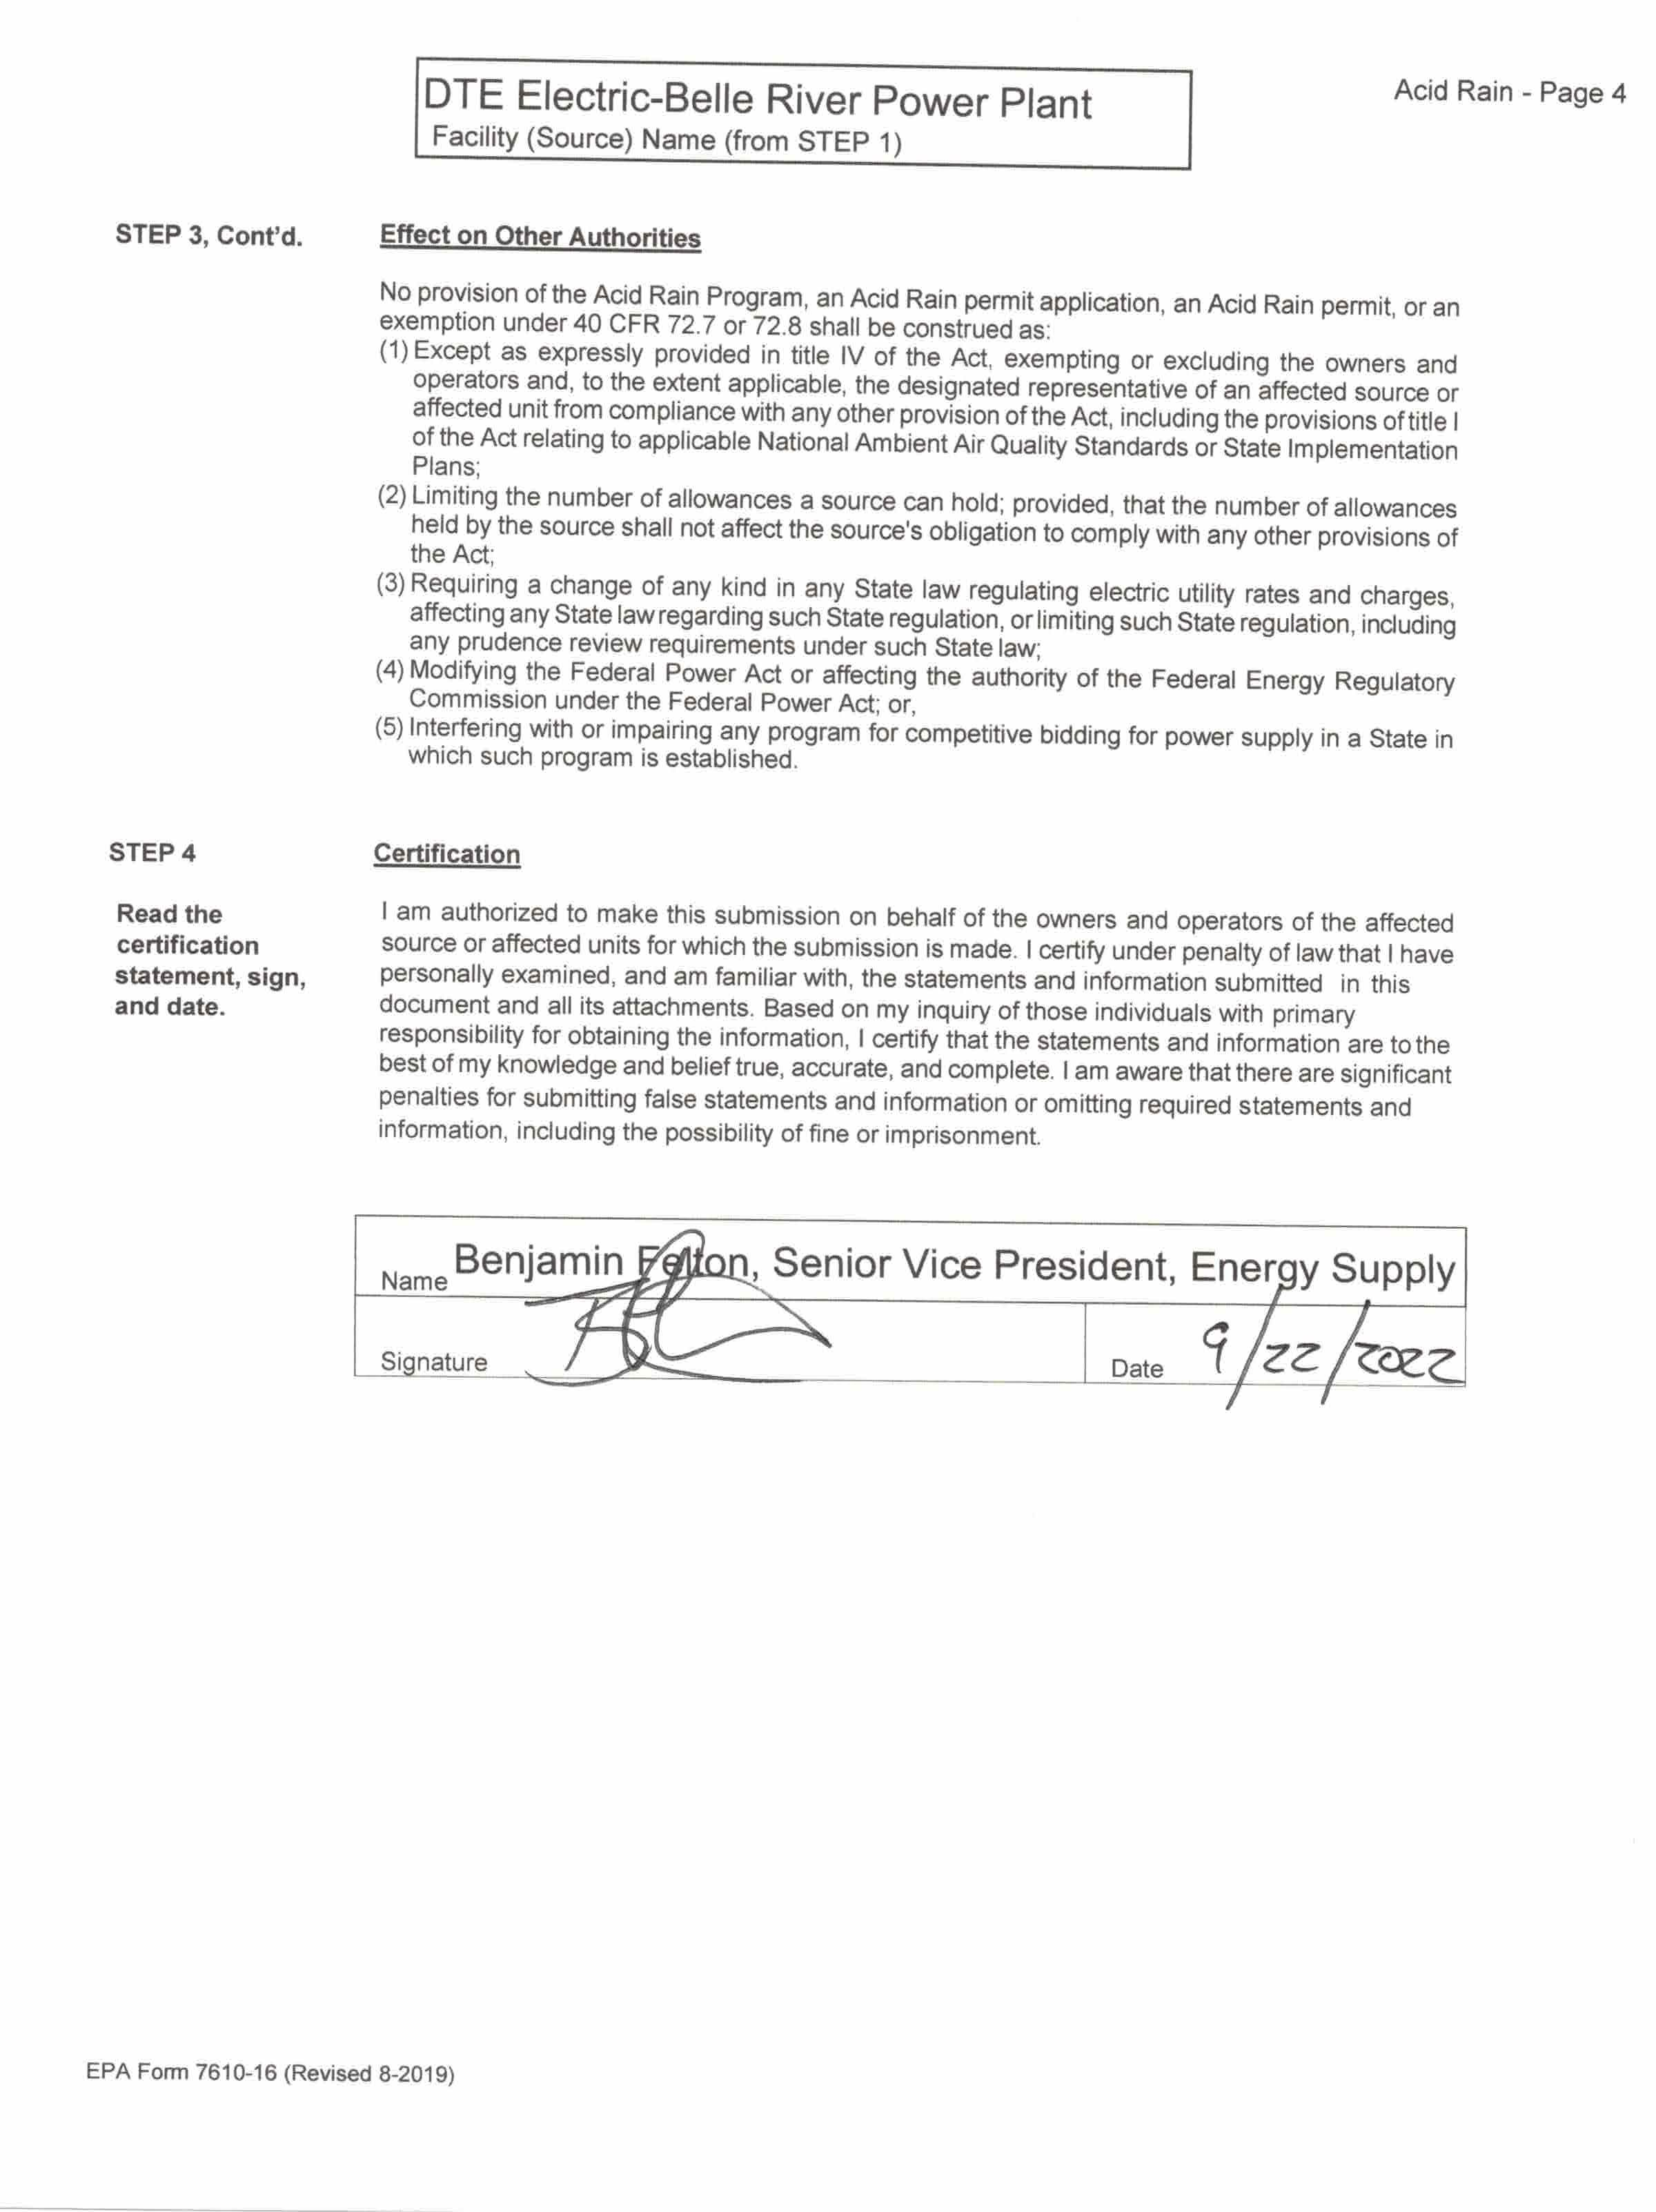 DTE Electric-Belle River Power Plant
Facility (Source) Name (from STEP 1)
Acid Rain - Page 4
STEP 3, Cont'd.
Effect on Other Authorities
No provision of the Acid Rain Program, an Acid Rain permit application, an Acid Rain permit, or an
exemption under 40 CFR 72.7 or 72.8 shall be construed as:
(1) Except as expressly provided in title IV of the Act, exempting or excluding the owners and
operators and, to the extent applicable, the designated representative of an affected source or
affected unit from compliance with any other provision of the Act, including the provisions of title I
of the Act relating to applicable National Ambient Air Quality Standards or State Implementation
Plans;
(2) Limiting the number of allowances a source can hold; provided, that the number of allowances
held by the source shall not affect the source's obligation to comply with any other provisions of
the Act;
(3) Requiring a change of any kind in any State law regulating electric utility rates and charges,
affecting any State law regarding such State regulation, or limiting such State regulation, including
any prudence review requirements under such State law;
(4) Modifying the Federal Power Act or affecting the authority of the Federal Energy Regulatory
Commission under the Federal Power Act; or,
(5) Interfering with or impairing any program for competitive bidding for power supply in a State in
which such program is established.
STEP 4
Read the
certification
statement, sign,
and date.
Certification
I am authorized to make this submission on behalf of the owners and operators of the affected
source or affected units for which the submission is made. I certify under penalty of law that I have
personally examined, and am familiar with, the statements and information submitted in this
document and all its attachments. Based on my inquiry of those individuals with primary
responsibility for obtaining the information, I certify that the statements and information are to the
best of my knowledge and belief true, accurate, and complete. I am aware that there are significant
penalties for submitting false statements and information or omitting required statements and
information, including the possibility of fine or imprisonment.
Name Benjamin Felton, Senior Vice President, Energy Supply
Signature
Date 9/22/2022
EPA Form 7610-16 (Revised 8-2019)